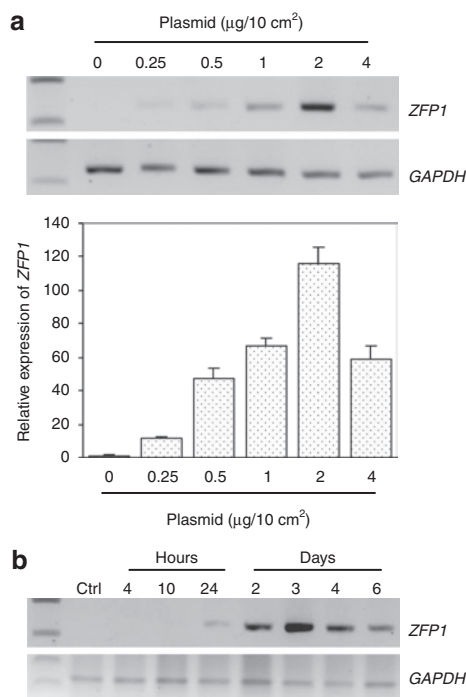 a
Plasmid (μg/10 cm²)
0 0.25 0.5 1 2 4
ZFP1
GAPDH
Relative expression of ZFP1
140
120
100
80
60
40
20
0
0 0.25 0.5 1 2 4
Plasmid (μg/10 cm²)
b
Hours Days
Ctrl 4 10 24 2 3 4 6
ZFP1
GAPDH